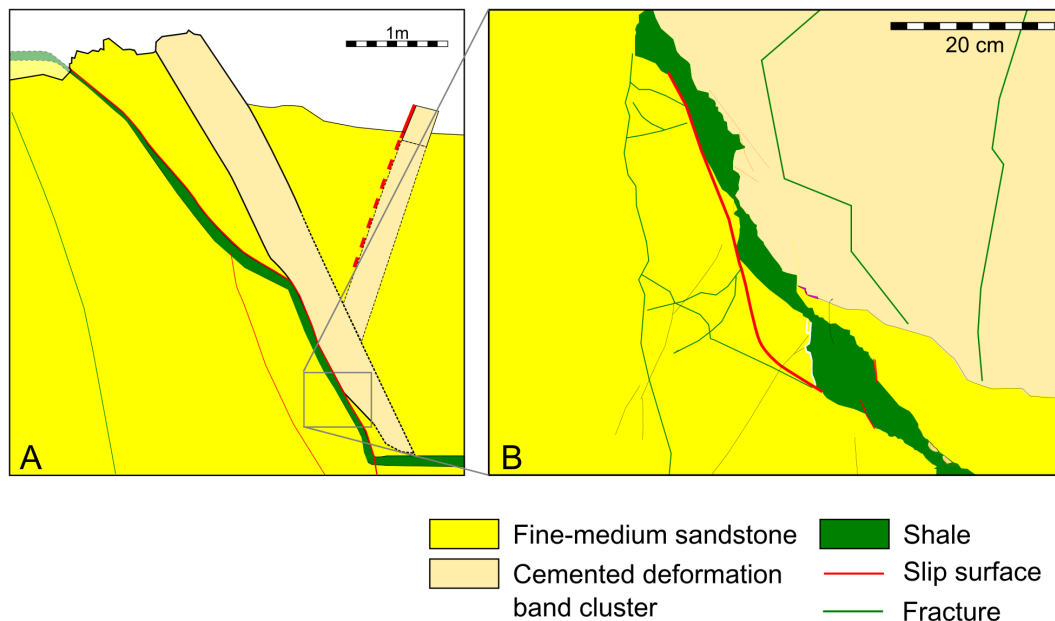 1m
20 cm
A
B
Fine-medium sandstone
Shale
Cemented deformation
band cluster
Slip surface
Fracture